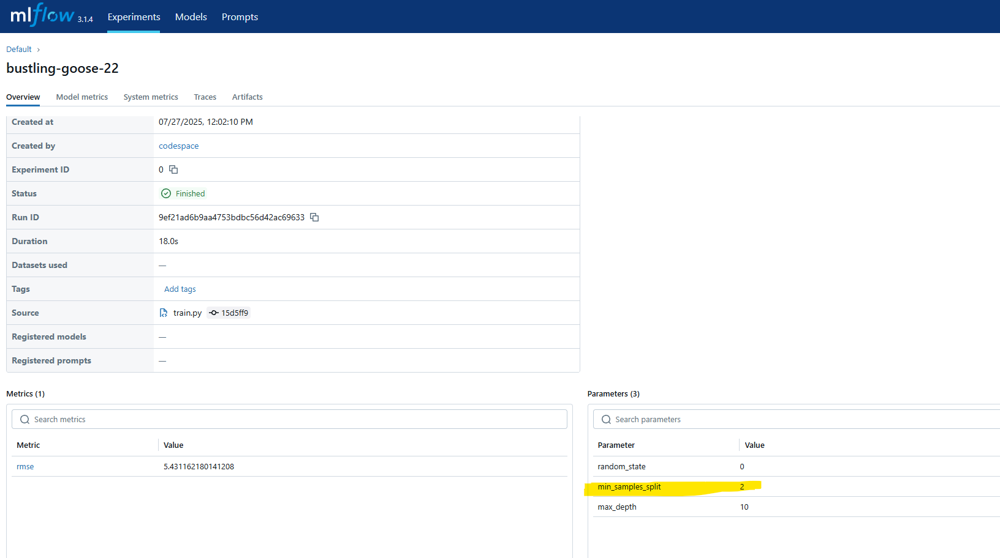 mlflow 3.1.4 Experiments Models Prompts
Default ›
bustling-goose-22
Overview Model metrics System metrics Traces Artifacts
Created at 07/27/2025, 12:02:10 PM
Created by codespace
Experiment ID 0
Status Finished
Run ID 9ef21ad6b9aa4753bdbc56d42ac69633
Duration 18.0s
Datasets used —
Tags Add tags
Source train.py 15d5ff9
Registered models —
Registered prompts —
Metrics (1)
Search metrics
Metric Value
rmse 5.431162180141208
Parameters (3)
Search parameters
Parameter Value
random_state 0
min_samples_split 2
max_depth 10